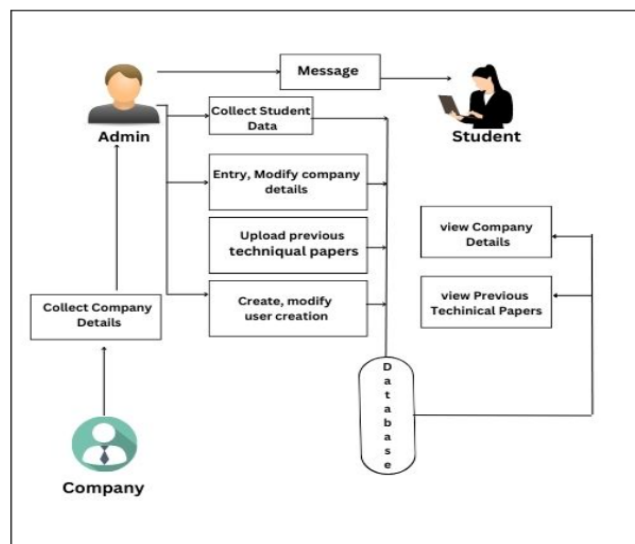 Message
Admin
Student
Collect Student
Data
Entry, Modify company
details
Upload previous
techniqual papers
Create, modify
user creation
view Company
Details
view Previous
Techinical Papers
Collect Company
Details
Database
Company